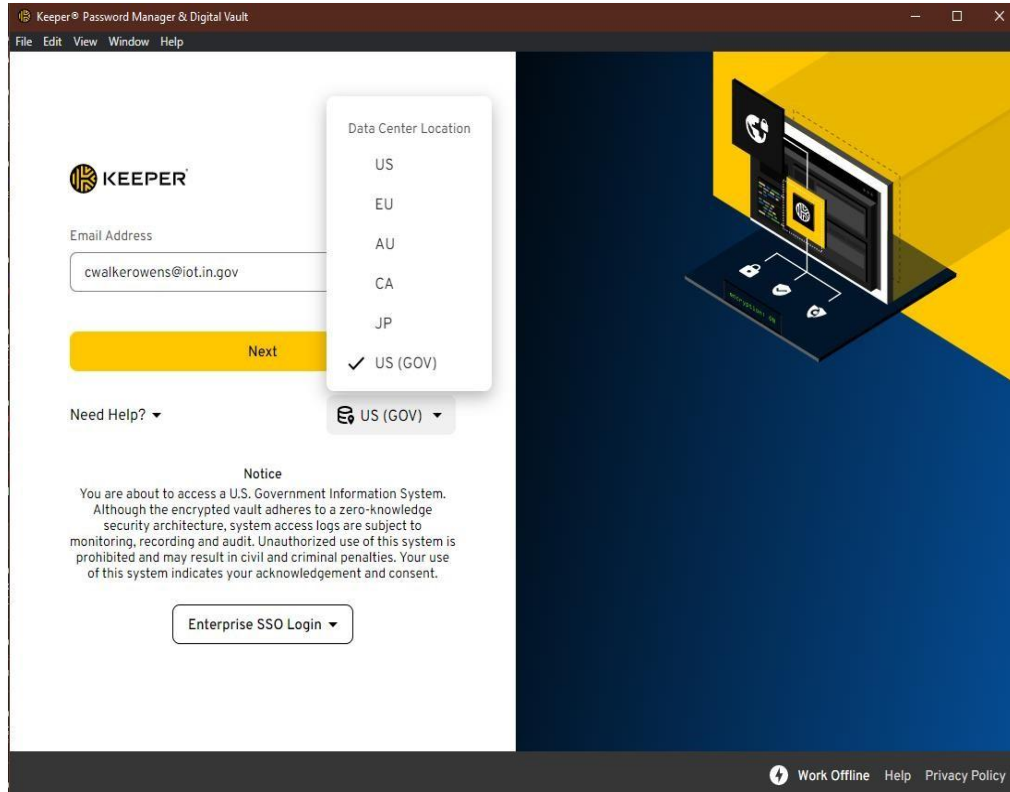 Keeper® Password Manager & Digital Vault
File Edit View Window Help
KEEPER
Email Address
cwalkerowens@iot.in.gov
Next
Data Center Location
US
EU
AU
CA
JP
US (GOV)
Need Help?
US (GOV)
Notice
You are about to access a U.S. Government Information System.
Although the encrypted vault adheres to a zero-knowledge
security architecture, system access logs are subject to
monitoring, recording and audit. Unauthorized use of this system is
prohibited and may result in civil and criminal penalties. Your use
of this system indicates your acknowledgement and consent.
Enterprise SSO Login
encryption: on
Work Offline Help Privacy Policy